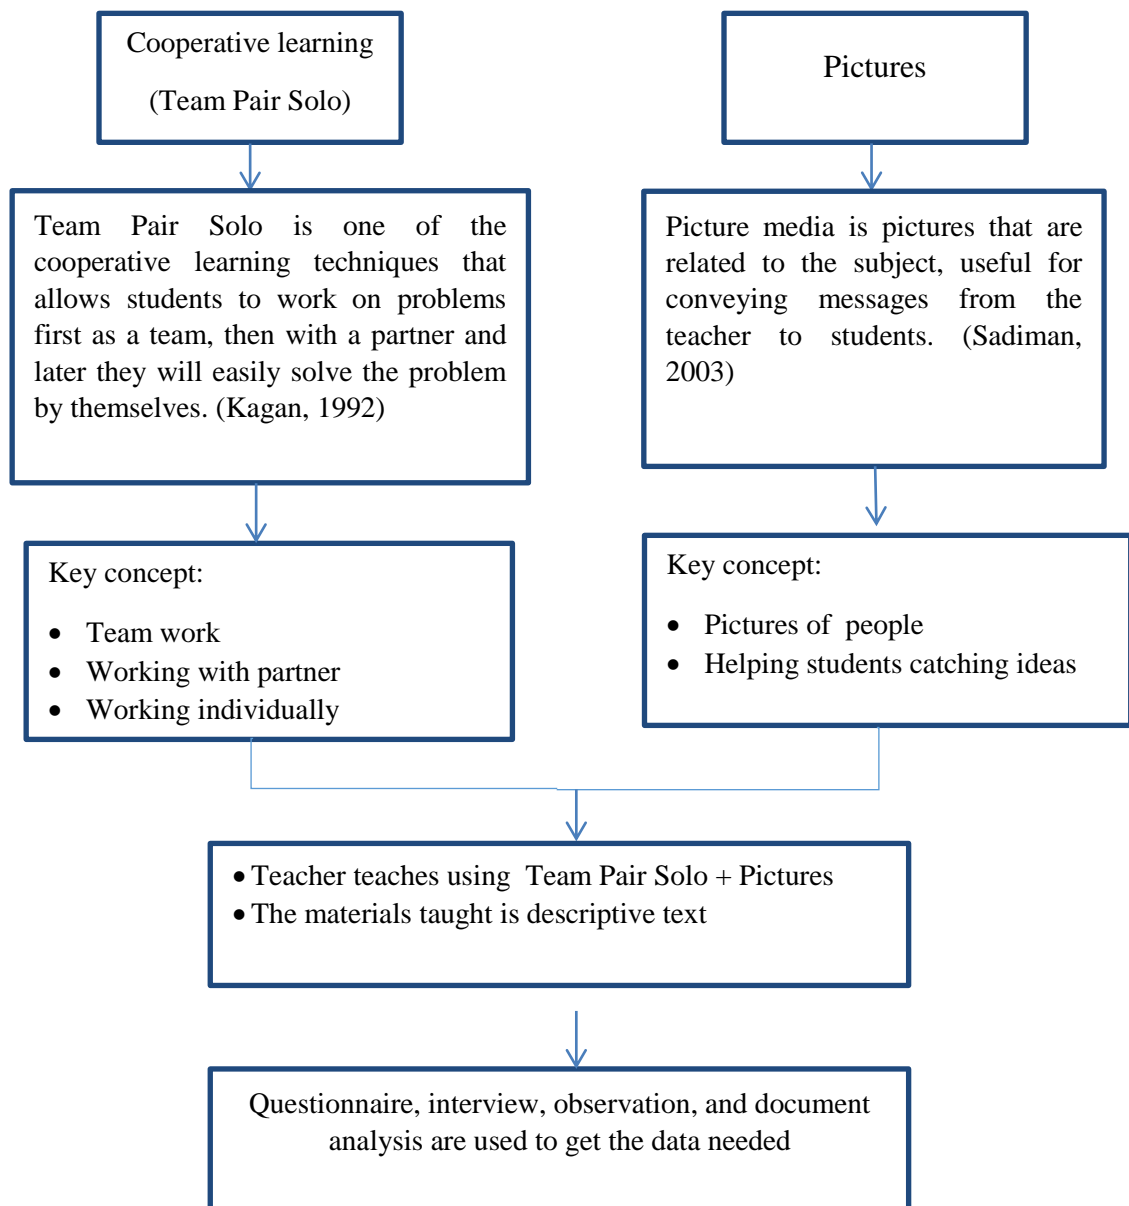 Cooperative learning
(Team Pair Solo)
Pictures
Team Pair Solo is one of the
cooperative learning techniques that
allows students to work on problems
first as a team, then with a partner and
later they will easily solve the problem
by themselves. (Kagan, 1992)
Picture media is pictures that are
related to the subject, useful for
conveying messages from the
teacher to students. (Sadiman,
2003)
Key concept:
• Team work
• Working with partner
• Working individually
Key concept:
• Pictures of people
• Helping students catching ideas
• Teacher teaches using Team Pair Solo + Pictures
• The materials taught is descriptive text
Questionnaire, interview, observation, and document
analysis are used to get the data needed